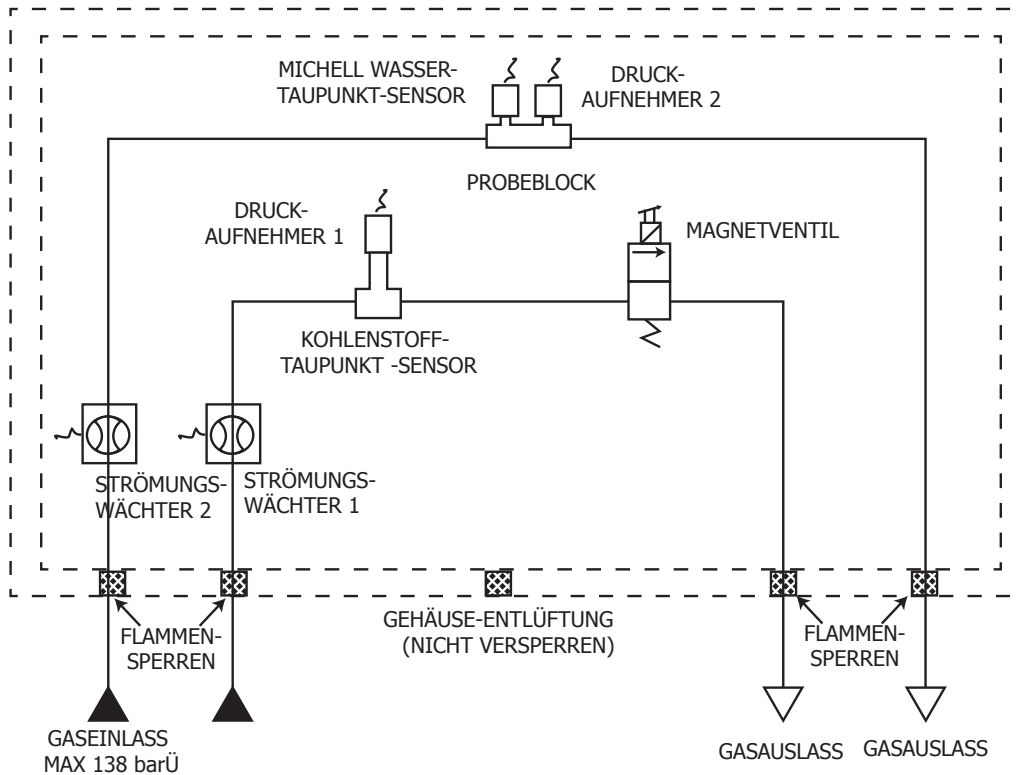 MICHELL WASSER-
TAUPUNKT-SENSOR
DRUCK-
AUFNEHMER 2
PROBEBLOCK
DRUCK-
AUFNEHMER 1
MAGNETVENTIL
KOHLENSTOFF-
TAUPUNKT -SENSOR
STRÖMUNGS-
WÄCHTER 2
STRÖMUNGS-
WÄCHTER 1
FLAMMEN-
SPERREN
GEHÄUSE-ENTLÜFTUNG
(NICHT VERSPERREN)
FLAMMEN-
SPERREN
GASEINLASS
MAX 138 barÜ
GASAUSLASS
GASAUSLASS